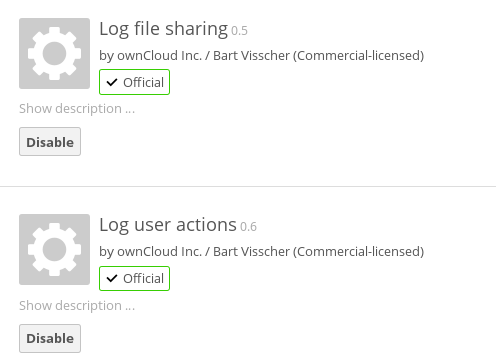 Log file sharing 0.5
by ownCloud Inc. / Bart Visscher (Commercial-licensed)
Official
Show description ...
Disable
Log user actions 0.6
by ownCloud Inc. / Bart Visscher (Commercial-licensed)
Official
Show description ...
Disable